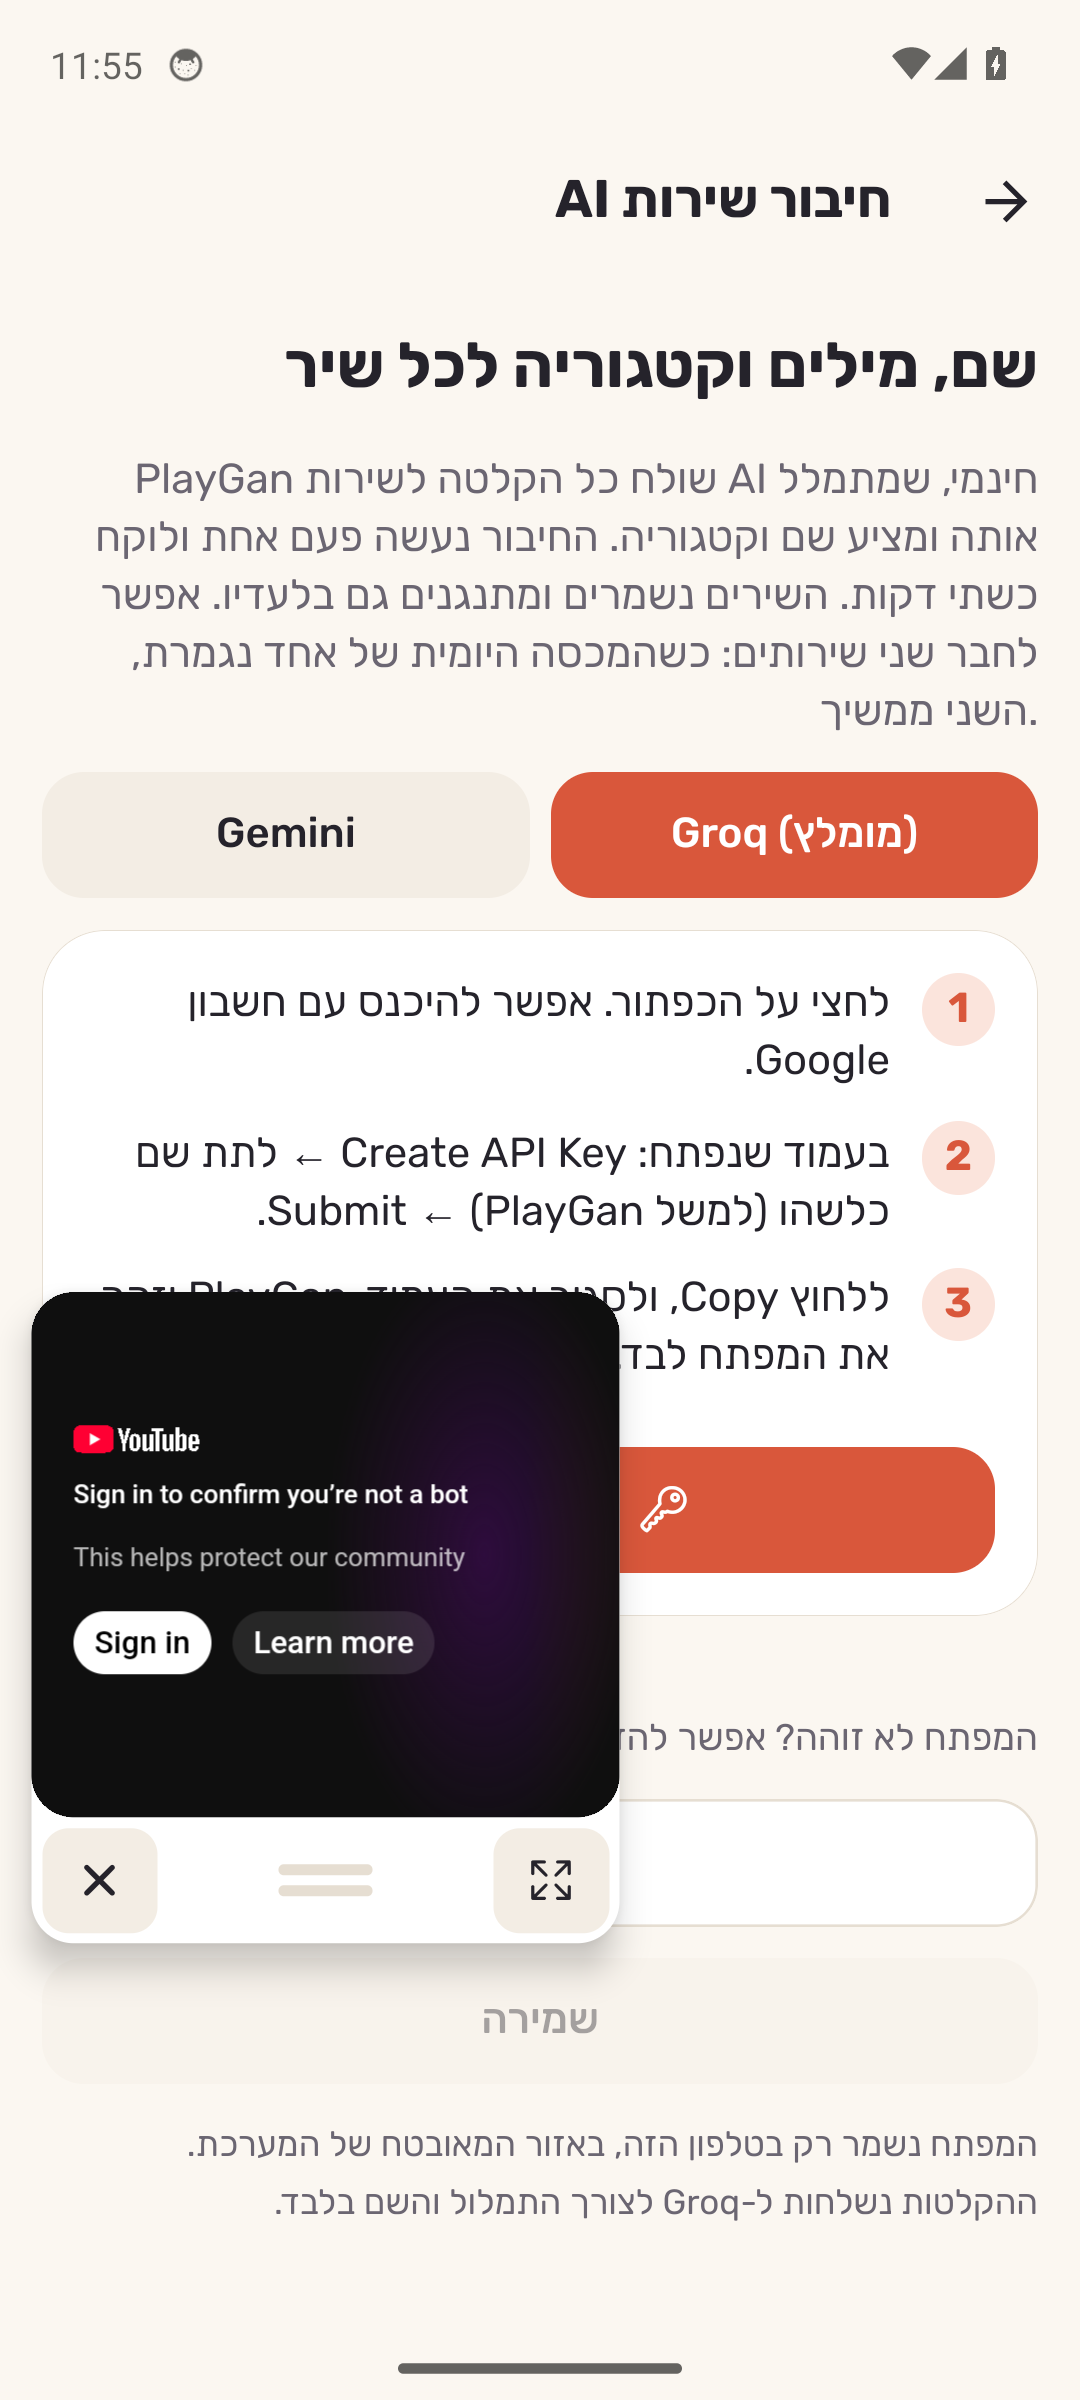 11:55
חיבור שירות AI
שם, מילים וקטגוריה לכל שיר
חינמי, שמתמלל AI שולח כל הקלטה לשירות PlayGan
אותה ומציע שם וקטגוריה. החיבור נעשה פעם אחת ולוקח
כשתי דקות. השירים נשמרים ומתנגנים גם בלעדיו. אפשר
לחבר שני שירותים: כשהמכסה היומית של אחד נגמרת,
השני ממשיך.
Groq (מומלץ)
Gemini
1
לחצי על הכפתור. אפשר להיכנס עם חשבון
Google.
2
בעמוד שנפתח: Create API Key ← לתת שם
כלשהו (למשל PlayGan) ← Submit.
3
ללחוץ Copy,
את המפתח לבד
YouTube
Sign in to confirm you’re not a bot
This helps protect our community
Sign in
Learn more
המפתח לא זוהה? אפשר
שמירה
המפתח נשמר רק בטלפון הזה, באזור המאובטח של המערכת.
ההקלטות נשלחות ל-Groq לצורך התמלול והשם בלבד.